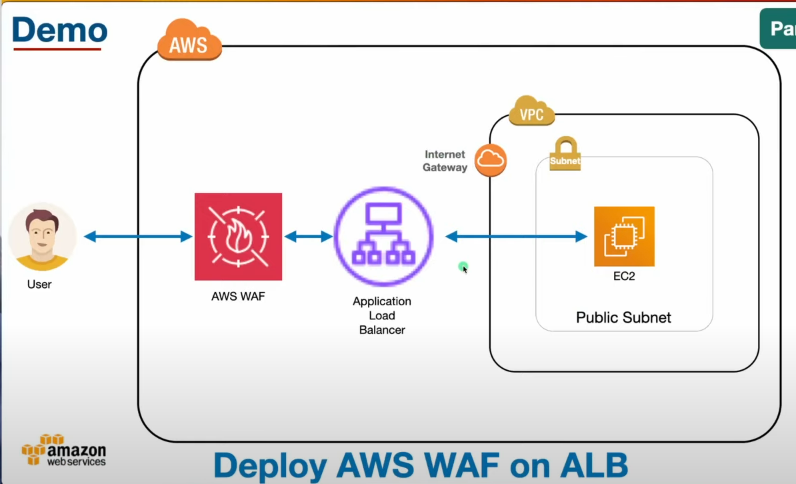 Demo
AWS
VPC
Internet
Gateway
Subnet
User
AWS WAF
Application
Load
Balancer
EC2
Public Subnet
amazon
web services
Deploy AWS WAF on ALB